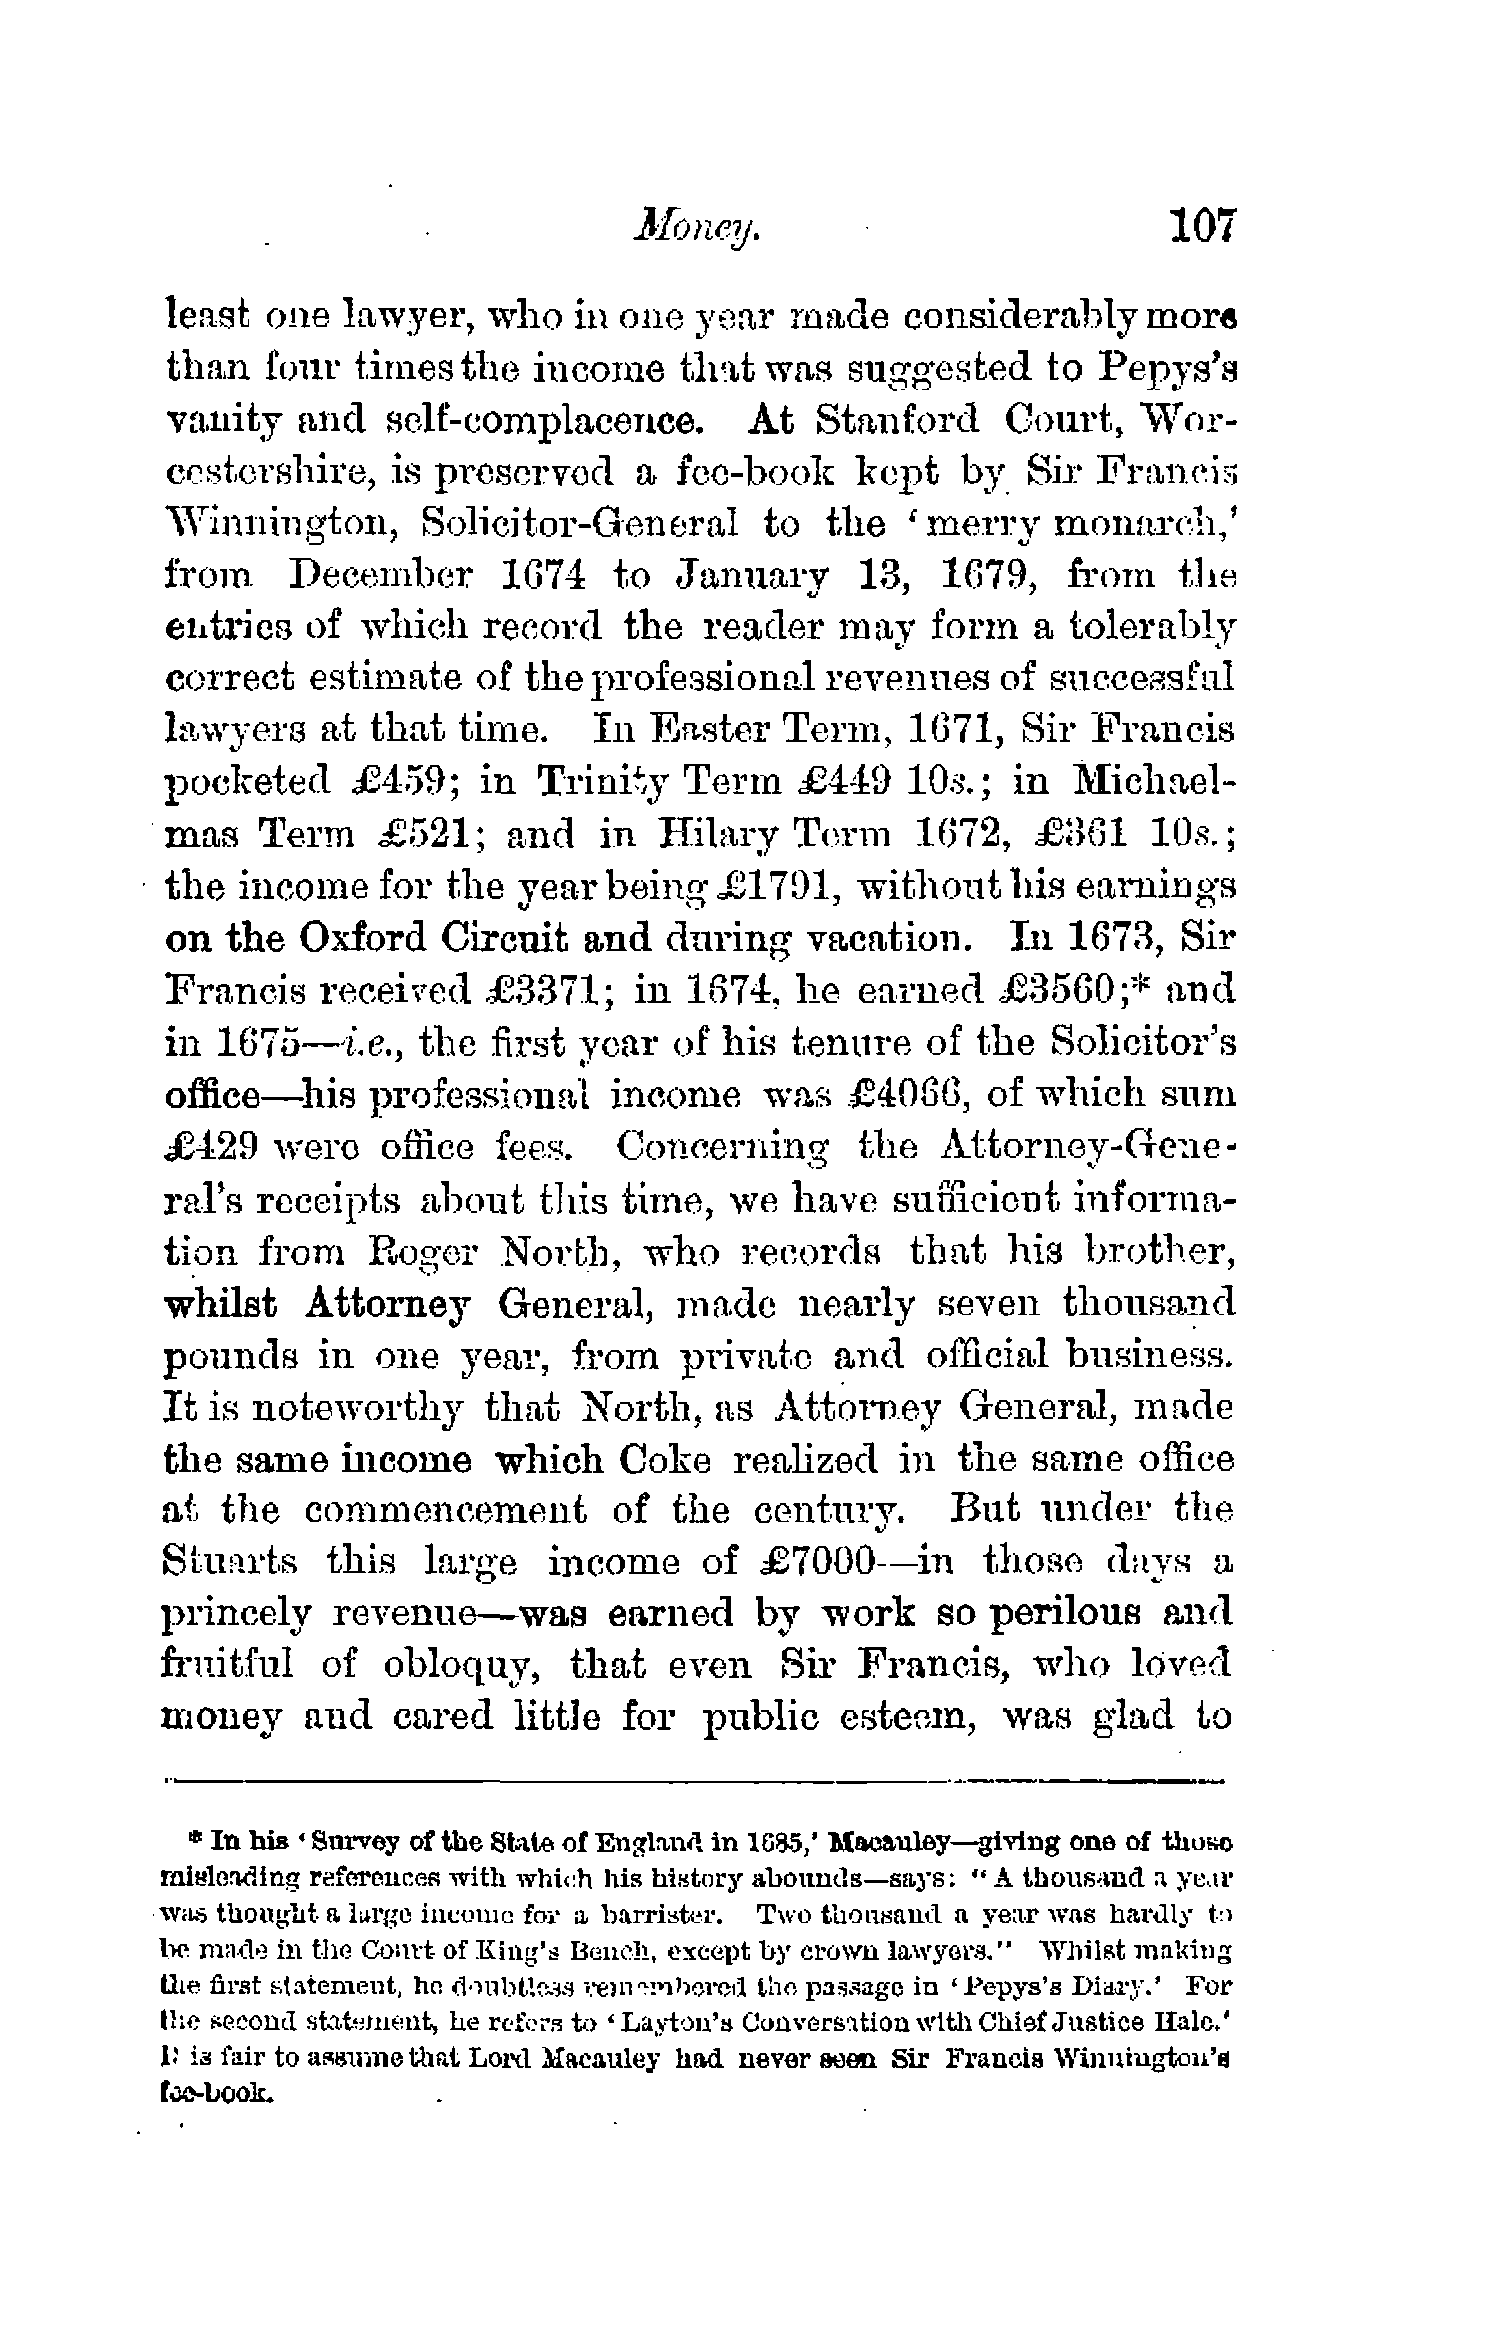 Money. 107
least one lawyer, who in one year made considerably more
than four times the income that was suggested to Pepys's
vanity and self-complacence. At Stanford Court, Wor-
cestershire, is preserved a fee-book kept by Sir Francis
Winnington, Solicitor-General to the 'merry monarch,'
from December 1674 to January 13, 1679, from the
entries of which record the reader may form a tolerably
correct estimate of the professional revenues of successful
lawyers at that time. In Easter Term, 1671, Sir Francis
pocketed £459; in Trinity Term £449 10s.; in Michael-
mas Term £521; and in Hilary Term 1672, £361 10s.;
the income for the year being £1791, without his earnings
on the Oxford Circuit and during vacation. In 1673, Sir
Francis received £3371; in 1674, he earned £3560;* and
in 1675—i.e., the first year of his tenure of the Solicitor's
office—his professional income was £4066, of which sum
£429 were office fees. Concerning the Attorney-Gene-
ral's receipts about this time, we have sufficient informa-
tion from Roger North, who records that his brother,
whilst Attorney General, made nearly seven thousand
pounds in one year, from private and official business.
It is noteworthy that North, as Attorney General, made
the same income which Coke realized in the same office
at the commencement of the century. But under the
Stuarts this large income of £7000—in those days a
princely revenue—was earned by work so perilous and
fruitful of obloquy, that even Sir Francis, who loved
money and cared little for public esteem, was glad to
* In his 'Survey of the State of England in 1685,' Macauley—giving one of those
misleading references with which his history abounds—says: "A thousand a year
was thought a large income for a barrister. Two thousand a year was hardly to
be made in the Court of King's Bench, except by crown lawyers." Whilst making
the first statement, he doubtless remembered the passage in 'Pepys's Diary.' For
the second statement, he refers to 'Layton's Conversation with Chief Justice Hale.'
It is fair to assume that Lord Macauley had never seen Sir Francis Winnington's
fee-book.